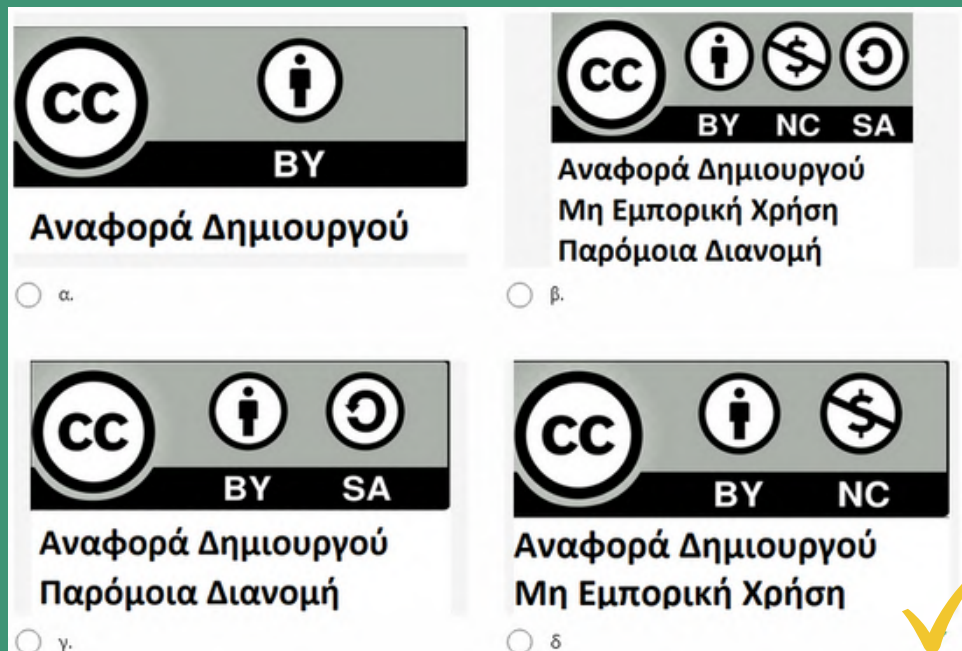 CC
BY
Αναφορά Δημιουργού
α.
CC
BY NC SA
Αναφορά Δημιουργού
Μη Εμπορική Χρήση
Παρόμοια Διανομή
β.
CC
BY SA
Αναφορά Δημιουργού
Παρόμοια Διανομή
γ.
CC
BY NC
Αναφορά Δημιουργού
Μη Εμπορική Χρήση
δ